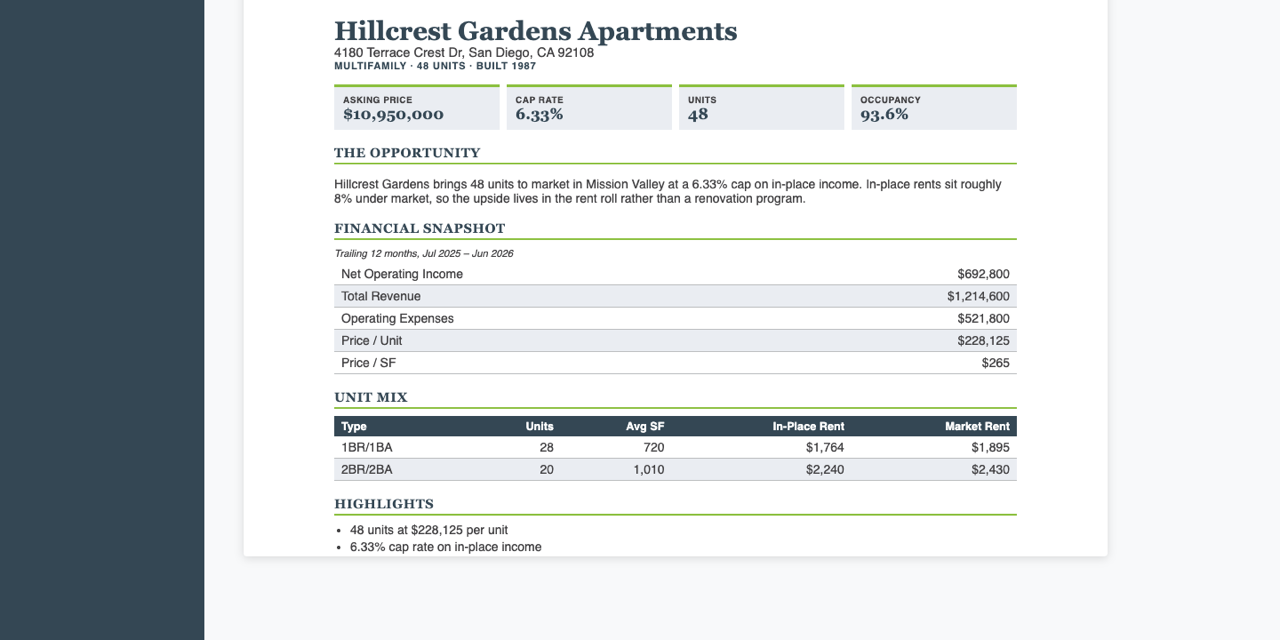 Hillcrest Gardens Apartments
4180 Terrace Crest Dr, San Diego, CA 92108
MULTIFAMILY · 48 UNITS · BUILT 1987
ASKING PRICE
$10,950,000
CAP RATE
6.33%
UNITS
48
OCCUPANCY
93.6%
THE OPPORTUNITY
Hillcrest Gardens brings 48 units to market in Mission Valley at a 6.33% cap on in-place income. In-place rents sit roughly
8% under market, so the upside lives in the rent roll rather than a renovation program.
FINANCIAL SNAPSHOT
Trailing 12 months, Jul 2025 – Jun 2026
Net Operating Income $692,800
Total Revenue $1,214,600
Operating Expenses $521,800
Price / Unit $228,125
Price / SF $265
UNIT MIX
Type Units Avg SF In-Place Rent Market Rent
1BR/1BA 28 720 $1,764 $1,895
2BR/2BA 20 1,010 $2,240 $2,430
HIGHLIGHTS
• 48 units at $228,125 per unit
• 6.33% cap rate on in-place income